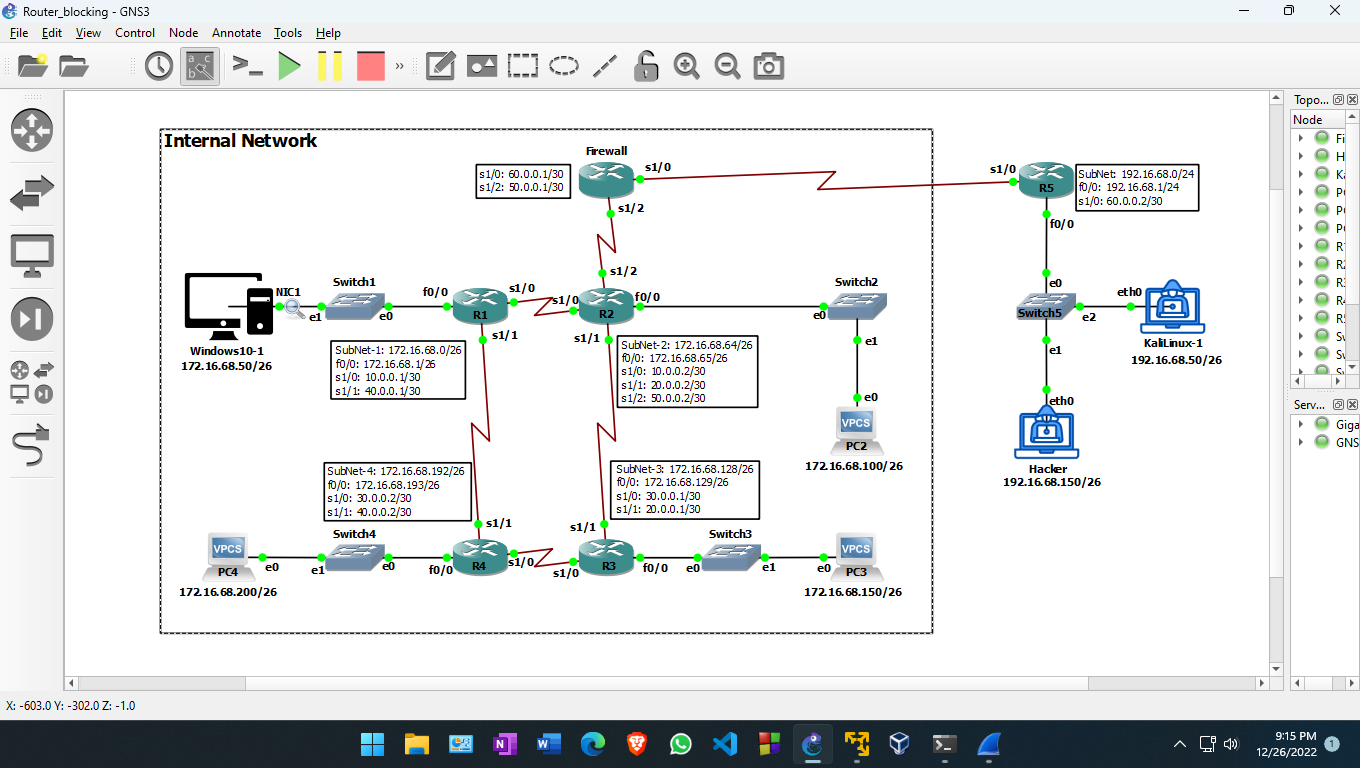 Router_blocking - GNS3
File Edit View Control Node Annotate Tools Help
Internal Network
Firewall
s1/0: 60.0.0.1/30
s1/2: 50.0.0.1/30
s1/0
s1/2
s1/0
R5
SubNet: 192.16.68.0/24
f0/0: 192.16.68.1/24
s1/0: 60.0.0.2/30
f0/0
s1/2
NIC1
Switch1
e1
e0
f0/0
R1
s1/0
s1/1
s1/0
R2
f0/0
s1/1
Switch2
e0
e1
Windows10-1
172.16.68.50/26
SubNet-1: 172.16.68.0/26
f0/0: 172.16.68.1/26
s1/0: 10.0.0.1/30
s1/1: 40.0.0.1/30
SubNet-2: 172.16.68.64/26
f0/0: 172.16.68.65/26
s1/0: 10.0.0.2/30
s1/1: 20.0.0.2/30
s1/2: 50.0.0.2/30
e0
VPCS
PC2
172.16.68.100/26
e0
Switch5
e2
e1
eth0
KaliLinux-1
192.16.68.50/26
eth0
Hacker
192.16.68.150/26
SubNet-4: 172.16.68.192/26
f0/0: 172.16.68.193/26
s1/0: 30.0.0.2/30
s1/1: 40.0.0.2/30
SubNet-3: 172.16.68.128/26
f0/0: 172.16.68.129/26
s1/0: 30.0.0.1/30
s1/1: 20.0.0.1/30
VPCS
PC4
172.16.68.200/26
e0
Switch4
e1
e0
f0/0
R4
s1/1
s1/0
s1/1
s1/0
R3
f0/0
Switch3
e0
e1
e0
VPCS
PC3
172.16.68.150/26
Topo...
Node
Fi
H
Ka
P
P
P
R
R
R
R
R
Sv
Sv
Serv...
Giga
GNS
X: -603.0 Y: -302.0 Z: -1.0
9:15 PM
12/26/2022
1